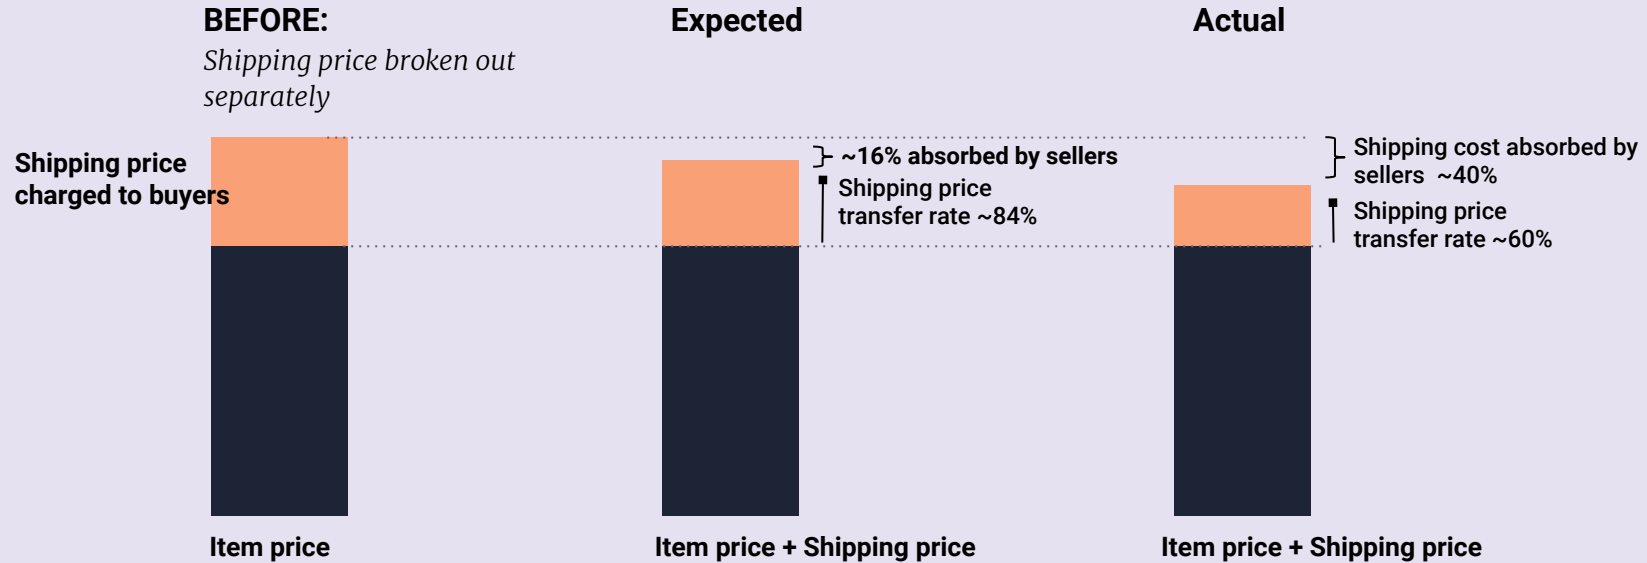 BEFORE:
Shipping price broken out
separately
Expected
Actual
Shipping price
charged to buyers
~16% absorbed by sellers
Shipping price
transfer rate ~84%
Shipping cost absorbed by
sellers ~40%
Shipping price
transfer rate ~60%
Item price
Item price + Shipping price
Item price + Shipping price